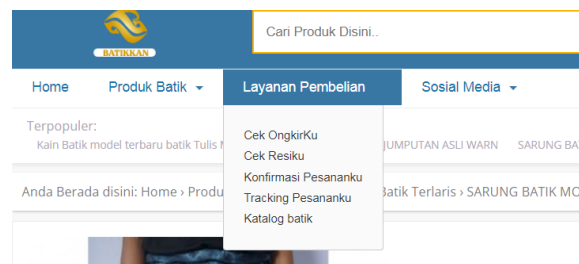 BATIKKAN
Cari Produk Disini..
Home Produk Batik Layanan Pembelian Sosial Media
Terpopuler:
Kain Batik model terbaru batik Tulis JUMPUTAN ASLI WARN SARUNG BA
Cek OngkirKu
Cek Resiku
Konfirmasi Pesananku
Anda Berada disini: Home › Produ Tracking Pesananku Batik Terlaris › SARUNG BATIK MO
Katalog batik